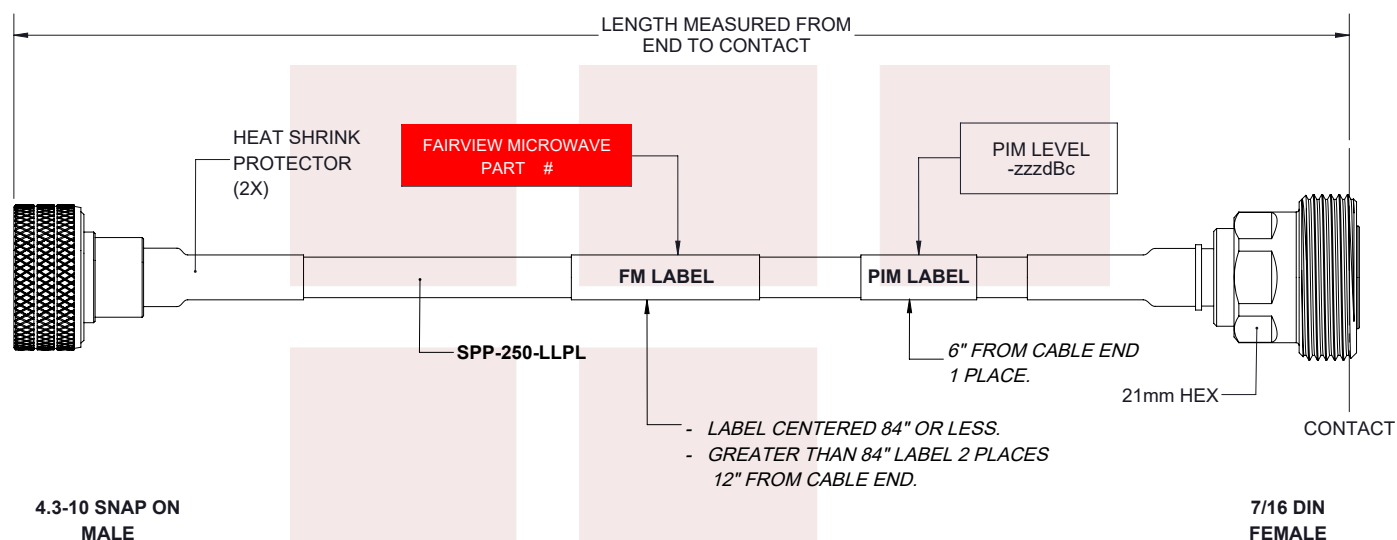 LENGTH MEASURED FROM
END TO CONTACT
HEAT SHRINK
PROTECTOR
(2X)
FAIRVIEW MICROWAVE
PART #
PIM LEVEL
-zzzdBc
FM LABEL
PIM LABEL
SPP-250-LLPL
6" FROM CABLE END
1 PLACE.
21mm HEX
- LABEL CENTERED 84" OR LESS.
- GREATER THAN 84" LABEL 2 PLACES
12" FROM CABLE END.
CONTACT
4.3-10 SNAP ON
MALE
7/16 DIN
FEMALE